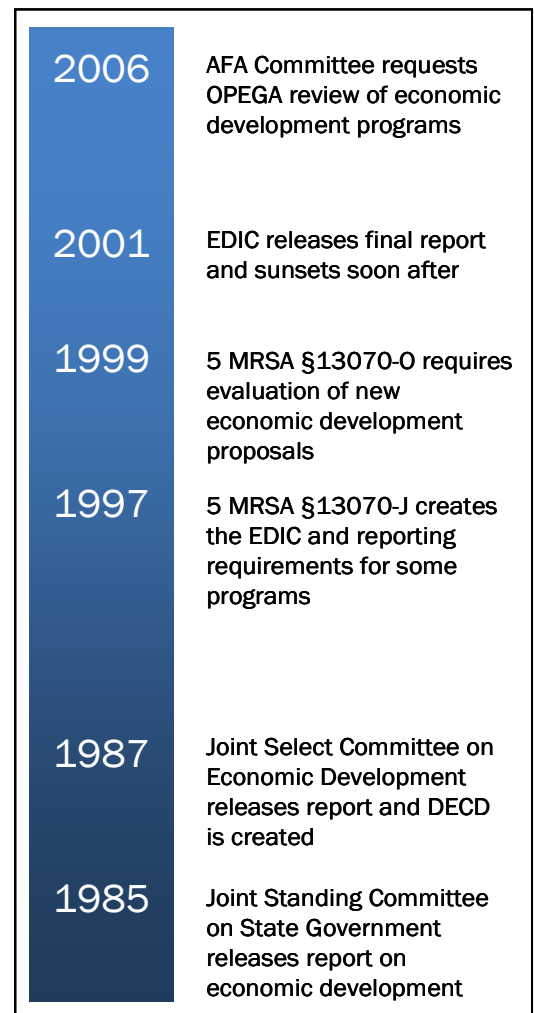 2006
AFA Committee requests
OPEGA review of economic
development programs
2001
EDIC releases final report
and sunsets soon after
1999
5 MRSA §13070-O requires
evaluation of new
economic development
proposals
1997
5 MRSA §13070-J creates
the EDIC and reporting
requirements for some
programs
1987
Joint Select Committee on
Economic Development
releases report and DECD
is created
1985
Joint Standing Committee
on State Government
releases report on
economic development